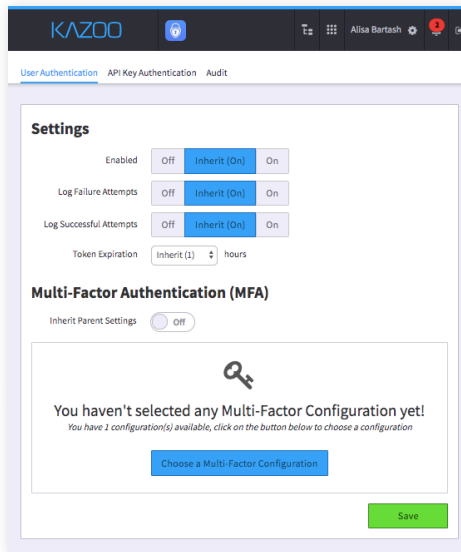 KAZOO
Alisa Bartash
2
User Authentication API Key Authentication Audit
Settings
Enabled Off Inherit (On) On
Log Failure Attempts Off Inherit (On) On
Log Successful Attempts Off Inherit (On) On
Token Expiration Inherit (1) hours
Multi-Factor Authentication (MFA)
Inherit Parent Settings Off
You haven't selected any Multi-Factor Configuration yet!
You have 1 configuration(s) available, click on the button below to choose a configuration
Choose a Multi-Factor Configuration
Save